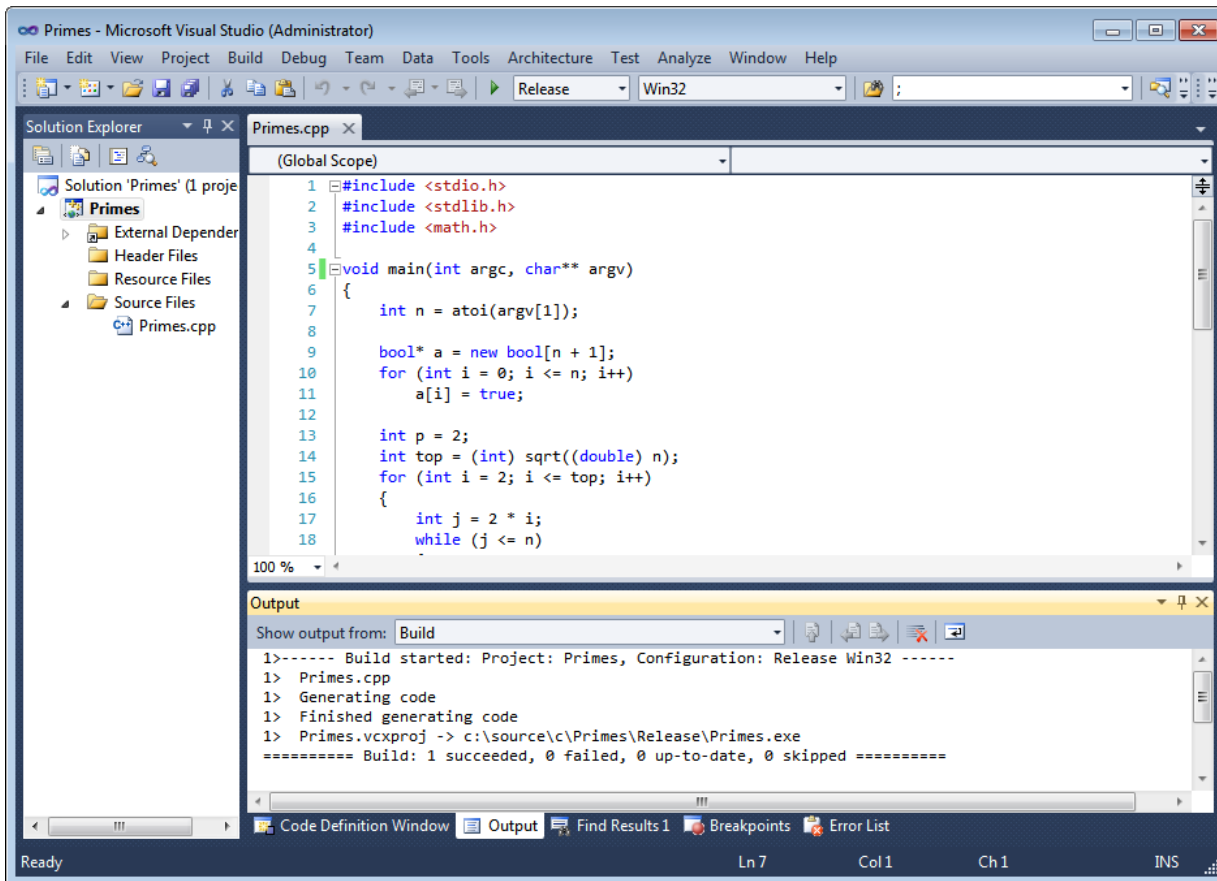 Primes - Microsoft Visual Studio (Administrator)
File Edit View Project Build Debug Team Data Tools Architecture Test Analyze Window Help
Release Win32 ;
Solution Explorer
Solution 'Primes' (1 proje
Primes
External Depender
Header Files
Resource Files
Source Files
Primes.cpp
Primes.cpp
(Global Scope)
1 #include <stdio.h>
2 #include <stdlib.h>
3 #include <math.h>
4
5 void main(int argc, char** argv)
6 {
7 int n = atoi(argv[1]);
8
9 bool* a = new bool[n + 1];
10 for (int i = 0; i <= n; i++)
11 a[i] = true;
12
13 int p = 2;
14 int top = (int) sqrt((double) n);
15 for (int i = 2; i <= top; i++)
16 {
17 int j = 2 * i;
18 while (j <= n)
100 %
Output
Show output from: Build
1>------ Build started: Project: Primes, Configuration: Release Win32 ------
1> Primes.cpp
1> Generating code
1> Finished generating code
1> Primes.vcxproj -> c:\source\c\Primes\Release\Primes.exe
========== Build: 1 succeeded, 0 failed, 0 up-to-date, 0 skipped ==========
Code Definition Window Output Find Results 1 Breakpoints Error List
Ready Ln 7 Col 1 Ch 1 INS